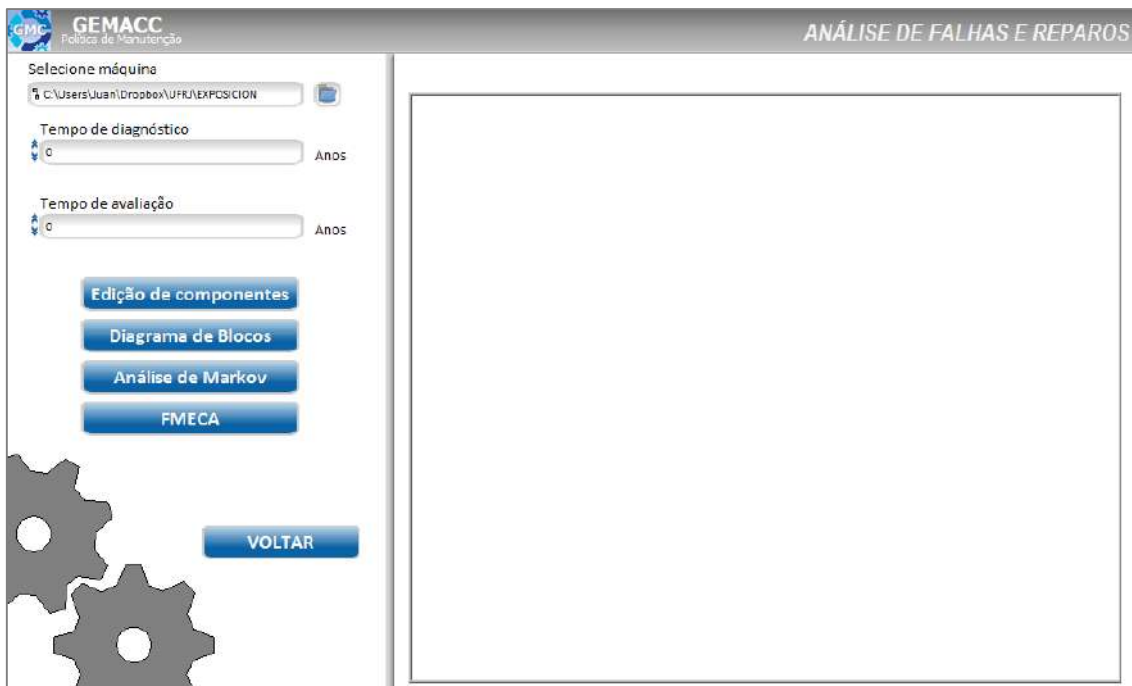 GMC
GEMACC
Política de Manutenção
ANÁLISE DE FALHAS E REPAROS
Selecione máquina
C:\Users\Juan\Dropbox\UFRJ\EXPOSICION
Tempo de diagnóstico
0
Anos
Tempo de avaliação
0
Anos
Edição de componentes
Diagrama de Blocos
Análise de Markov
FMECA
VOLTAR